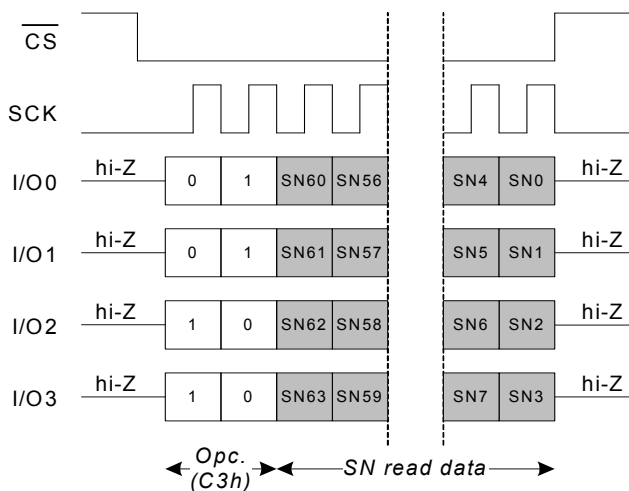 CS
SCK
I/O0 hi-Z 0 1 SN60 SN56 SN4 SN0 hi-Z
I/O1 hi-Z 0 1 SN61 SN57 SN5 SN1 hi-Z
I/O2 hi-Z 1 0 SN62 SN58 SN6 SN2 hi-Z
I/O3 hi-Z 1 0 SN63 SN59 SN7 SN3 hi-Z
Opc. SN read data
(C3h)